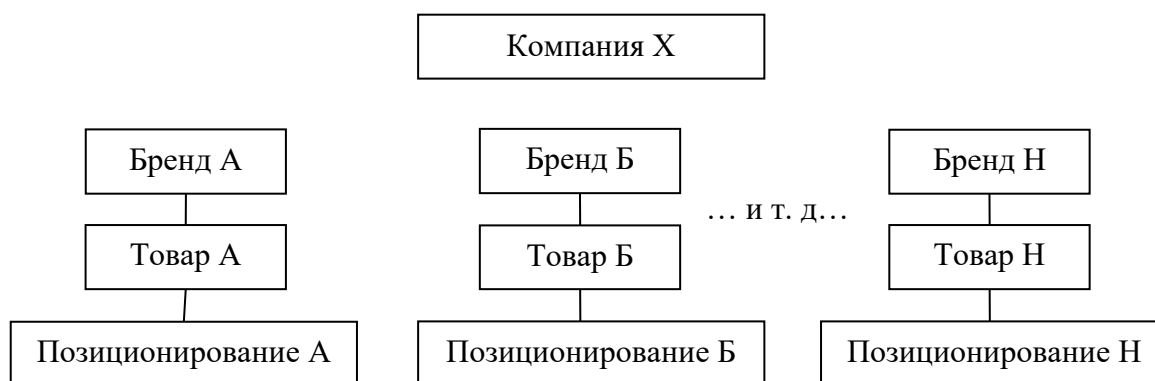 Компания Х
Бренд А
Бренд Б
Бренд Н
… и т. д…
Товар А
Товар Б
Товар Н
Позиционирование А
Позиционирование Б
Позиционирование Н